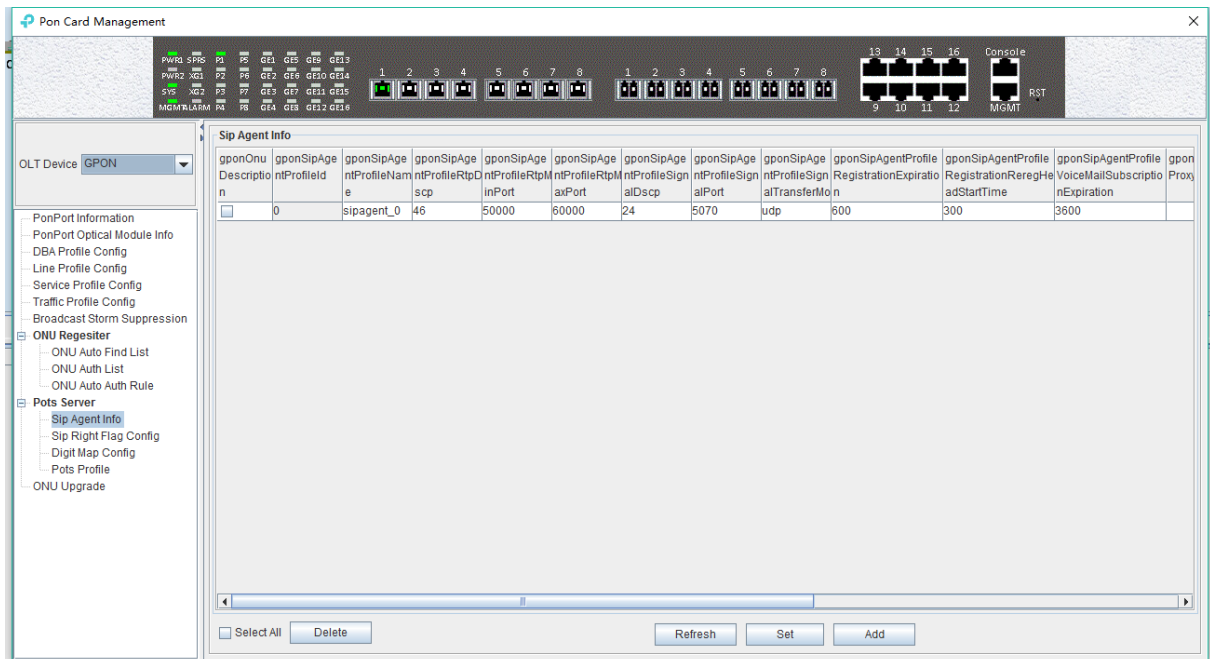 Pon Card Management
PWR1 SPRS P1 P5 GE1 GE5 GE9 GE13
PWR2 XG1 P2 P6 GE2 GE6 GE10 GE14
SYS XG2 P3 P7 GE3 GE7 GE11 GE15
MGMT ALARM P4 P8 GE4 GE8 GE12 GE16
1 2 3 4 5 6 7 8 1 2 3 4 5 6 7 8
13 14 15 16 Console
9 10 11 12 MGMT
RST
OLT Device GPON
PonPort Information
PonPort Optical Module Info
DBA Profile Config
Line Profile Config
Service Profile Config
Traffic Profile Config
Broadcast Storm Suppression
ONU Regesiter
ONU Auto Find List
ONU Auth List
ONU Auto Auth Rule
Pots Server
Sip Agent Info
Sip Right Flag Config
Digit Map Config
Pots Profile
ONU Upgrade
Sip Agent Info
gponOnu gponSipAge gponSipAge gponSipAge gponSipAge gponSipAge gponSipAge gponSipAge gponSipAge gponSipAgentProfile gponSipAgentProfile gponSipAgentProfile gpon
Descriptio ntProfileId ntProfileNam ntProfileRtpD ntProfileRtpM ntProfileRtpM ntProfileSign ntProfileSign ntProfileSign RegistrationExpiratio RegistrationReregHe VoiceMailSubscriptio Proxy
n e scp inPort axPort alDscp alPort alTransferMo n adStartTime nExpiration
0 sipagent_0 46 50000 60000 24 5070 udp 600 300 3600
Select All Delete Refresh Set Add